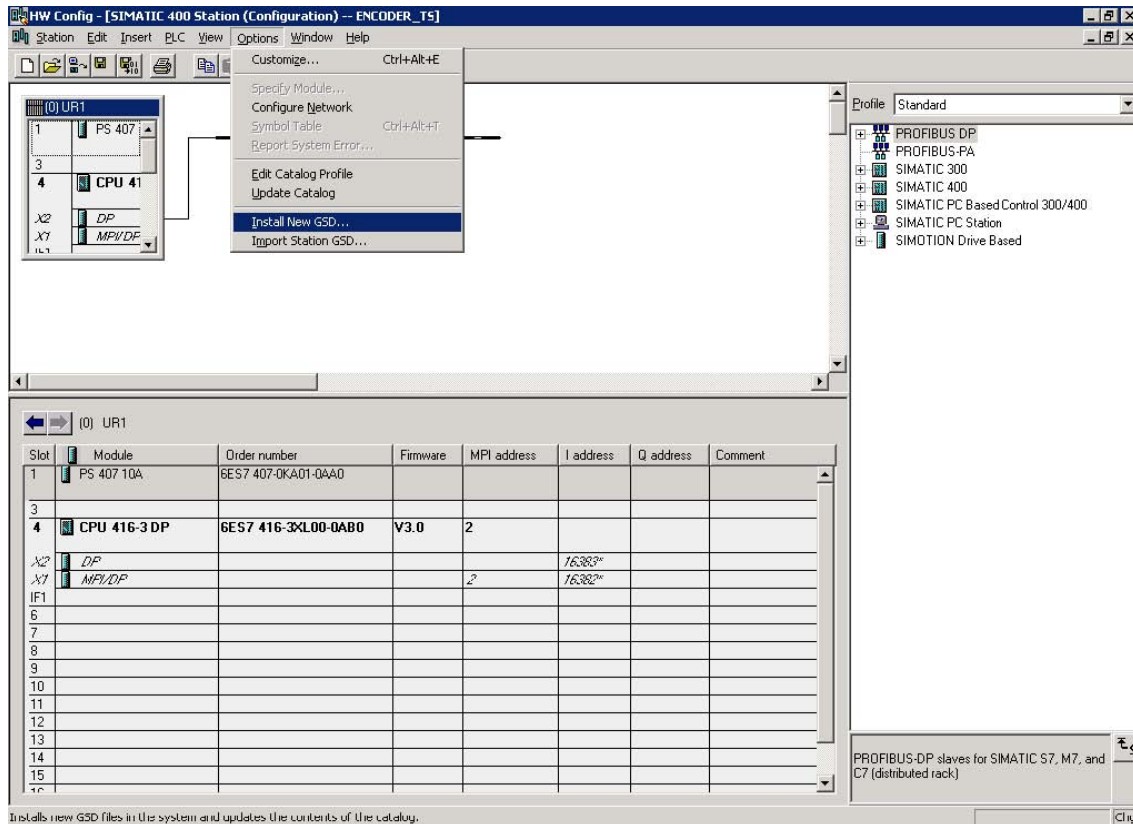 HW Config - [SIMATIC 400 Station (Configuration) -- ENCODER_TS]
Station Edit Insert PLC View Options Window Help
Customize... Ctrl+Alt+E
Specify Module...
Configure Network
Symbol Table Ctrl+Alt+T
Report System Error...
Edit Catalog Profile
Update Catalog
Install New GSD...
Import Station GSD...
(0) UR1
1 PS 407
3
4 CPU 41
X2 DP
X1 MPI/DP
IF1
Profile Standard
PROFIBUS DP
PROFIBUS-PA
SIMATIC 300
SIMATIC 400
SIMATIC PC Based Control 300/400
SIMATIC PC Station
SIMOTION Drive Based
(0) UR1
Slot Module Order number Firmware MPI address I address Q address Comment
1 PS 407 10A 6ES7 407-0KA01-0AA0
3
4 CPU 416-3 DP 6ES7 416-3XL00-0AB0 V3.0 2
X2 DP 16383*
X1 MPI/DP 2 16382*
IF1
6
7
8
9
10
11
12
13
14
15
16
PROFIBUS-DP slaves for SIMATIC S7, M7, and
C7 (distributed rack)
Installs new GSD files in the system and updates the contents of the catalog.